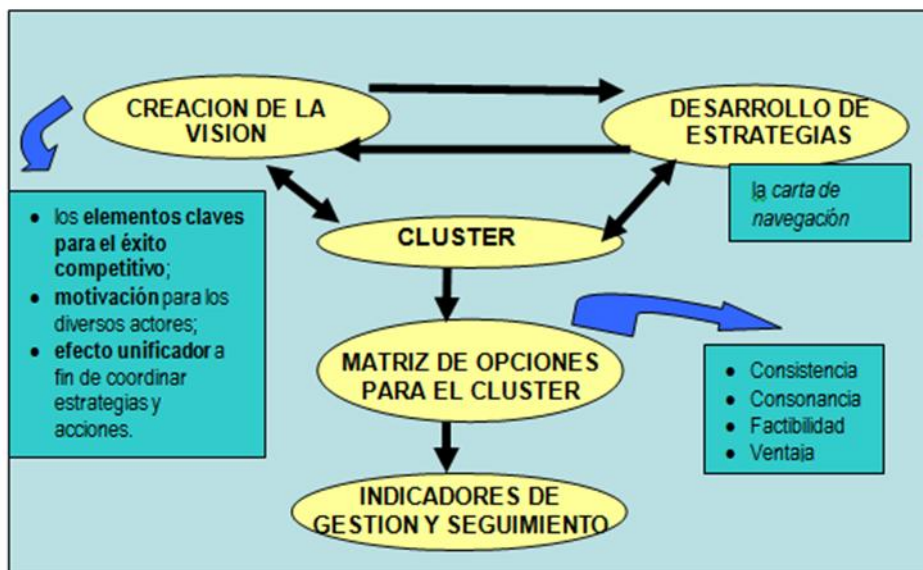 CREACION DE LA
VISION
DESARROLLO DE
ESTRATEGIAS
la carta de
navegación
• los elementos claves
para el éxito
competitivo;
• motivación para los
diversos actores;
• efecto unificador a
fin de coordinar
estrategias y
acciones.
CLUSTER
MATRIZ DE OPCIONES
PARA EL CLUSTER
• Consistencia
• Consonancia
• Factibilidad
• Ventaja
INDICADORES DE
GESTION Y SEGUIMIENTO